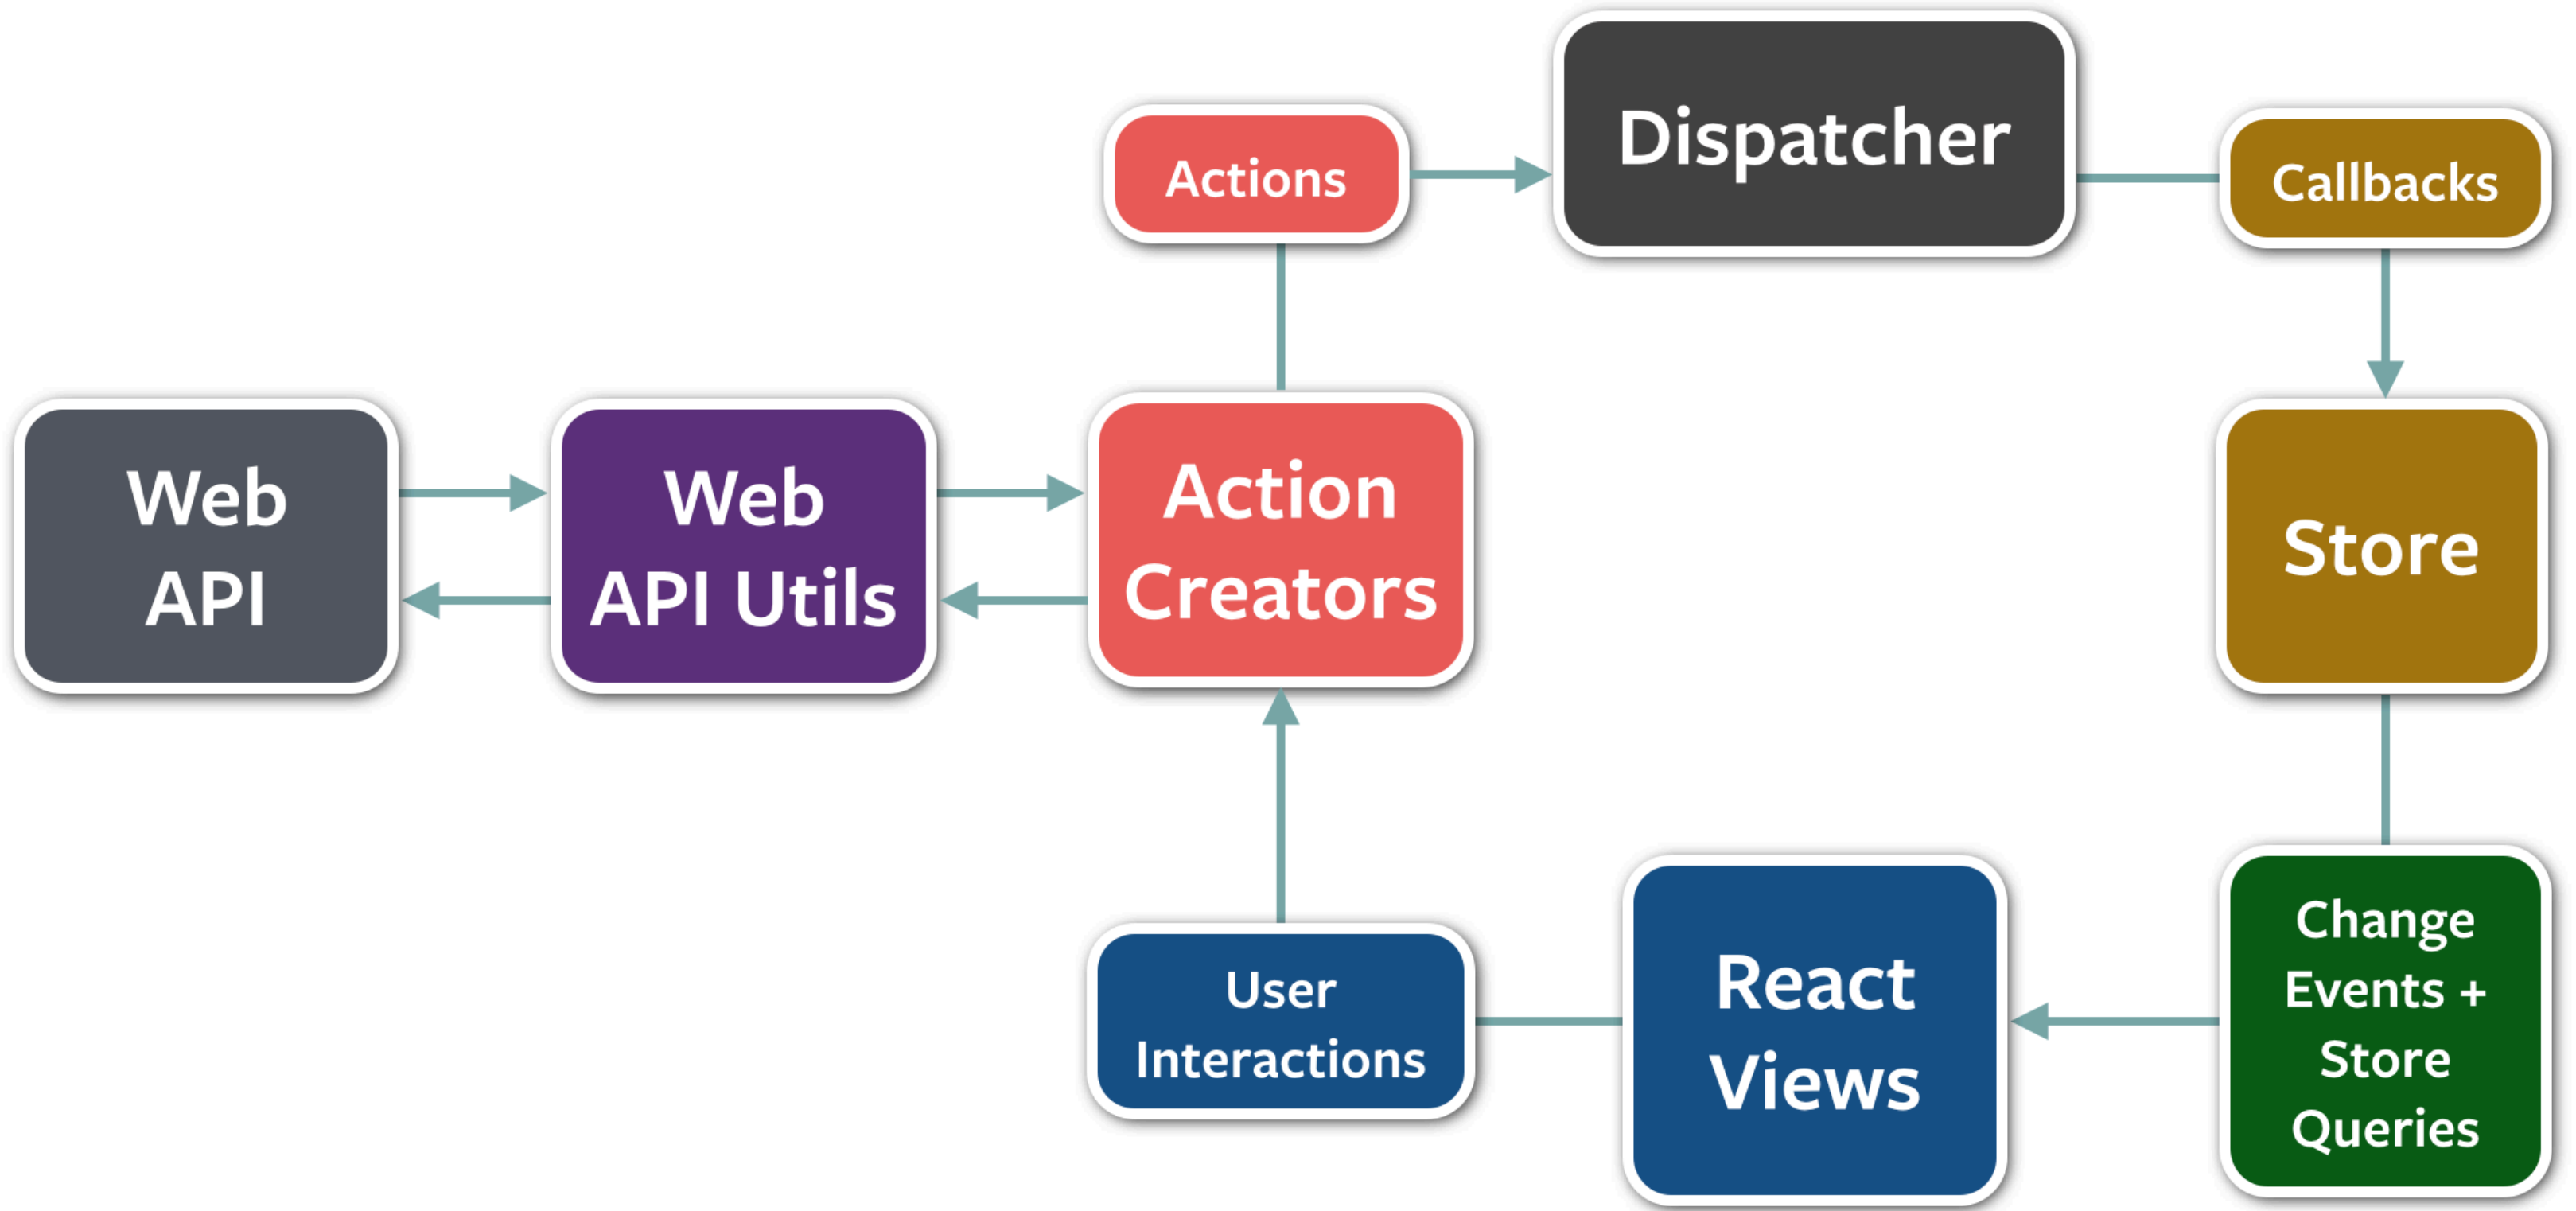 Dispatcher
Actions
Callbacks
Web
API
Web
API Utils
Action
Creators
Store
User
Interactions
React
Views
Change
Events +
Store
Queries